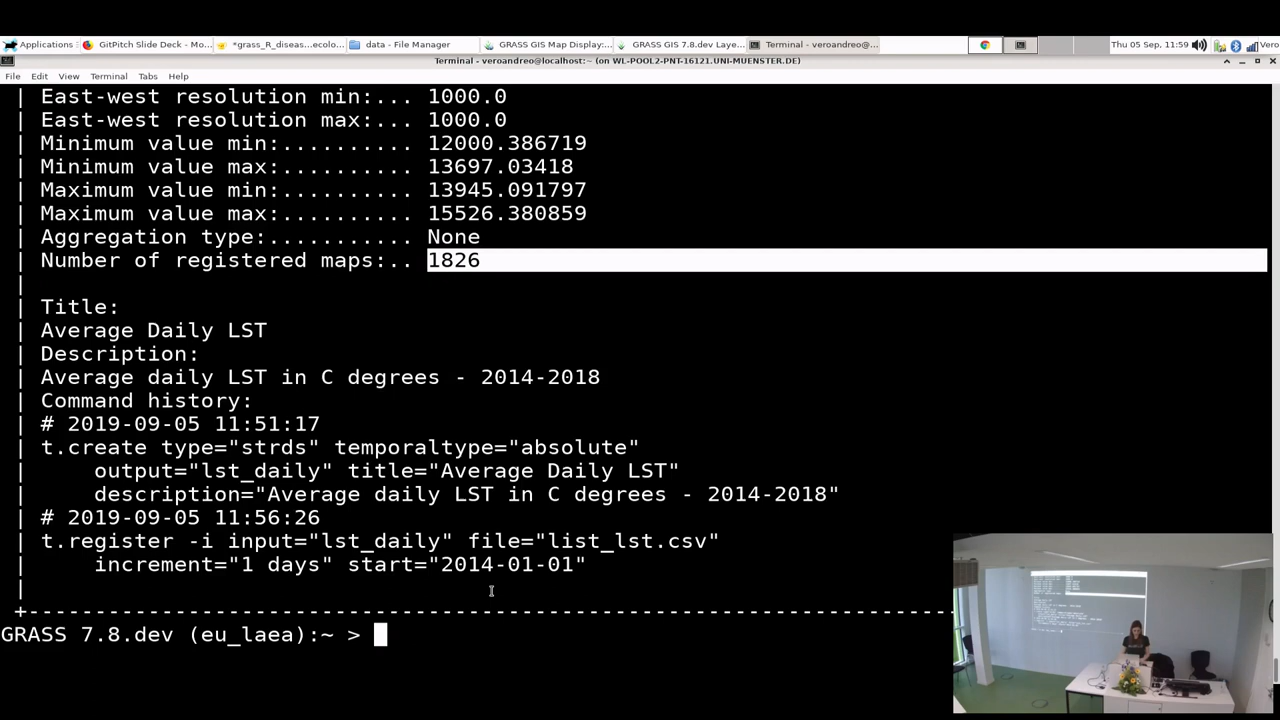 Applications
GitPitch Slide Deck - Mo...
*grass_R_diseas...ecolo...
data - File Manager
GRASS GIS Map Display:...
GRASS GIS 7.8.dev Laye...
Terminal - veroandreo@...
Thu 05 Sep, 11:59
Vero
Terminal - veroandreo@localhost:~ (on WL-POOL2-PNT-16121.UNI-MUENSTER.DE)
File Edit View Terminal Tabs Help
| East-west resolution min:... 1000.0
| East-west resolution max:... 1000.0
| Minimum value min:.......... 12000.386719
| Minimum value max:.......... 13697.03418
| Maximum value min:.......... 13945.091797
| Maximum value max:.......... 15526.380859
| Aggregation type:........... None
| Number of registered maps:.. 1826
|
| Title:
| Average Daily LST
| Description:
| Average daily LST in C degrees - 2014-2018
| Command history:
| # 2019-09-05 11:51:17
| t.create type="strds" temporaltype="absolute"
|     output="lst_daily" title="Average Daily LST"
|     description="Average daily LST in C degrees - 2014-2018"
| # 2019-09-05 11:56:26
| t.register -i input="lst_daily" file="list_lst.csv"
|     increment="1 days" start="2014-01-01"
|
+----------------------------------------------------------------------
GRASS 7.8.dev (eu_laea):~ >